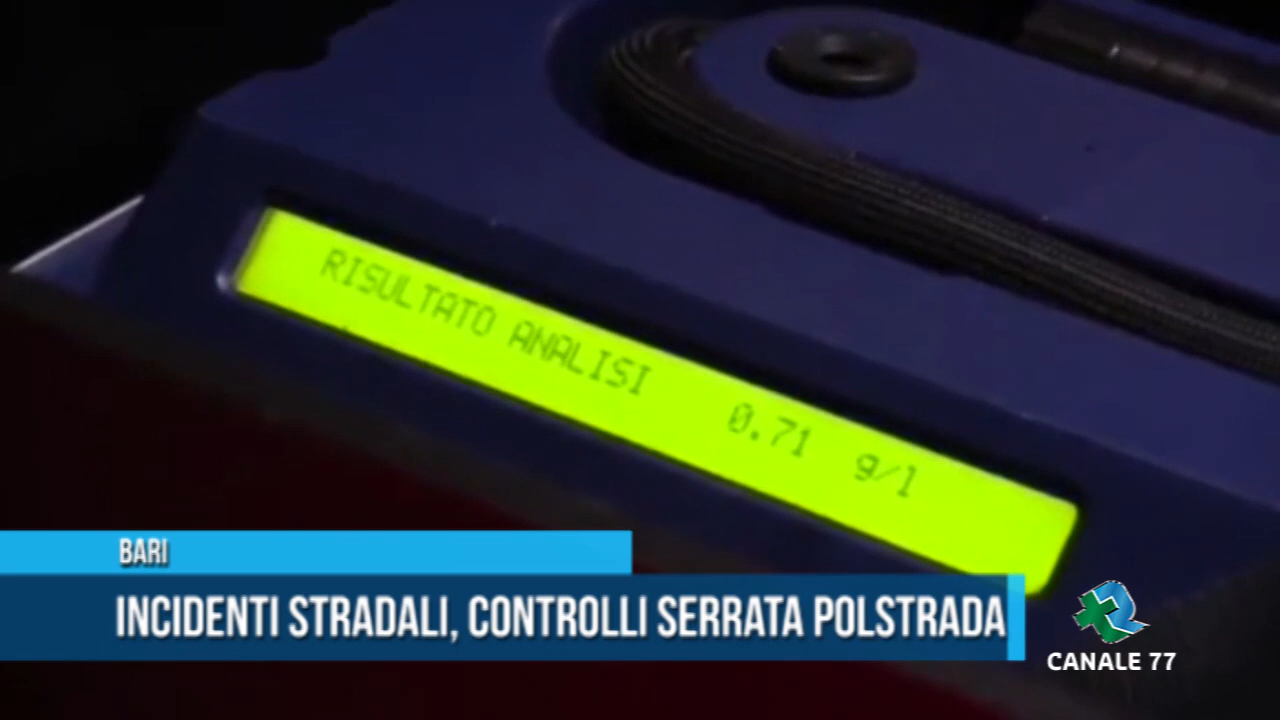 RISULTATO ANALISI 0.71 g/l
BARI
INCIDENTI STRADALI, CONTROLLI SERRATA POLSTRADA
CANALE 77